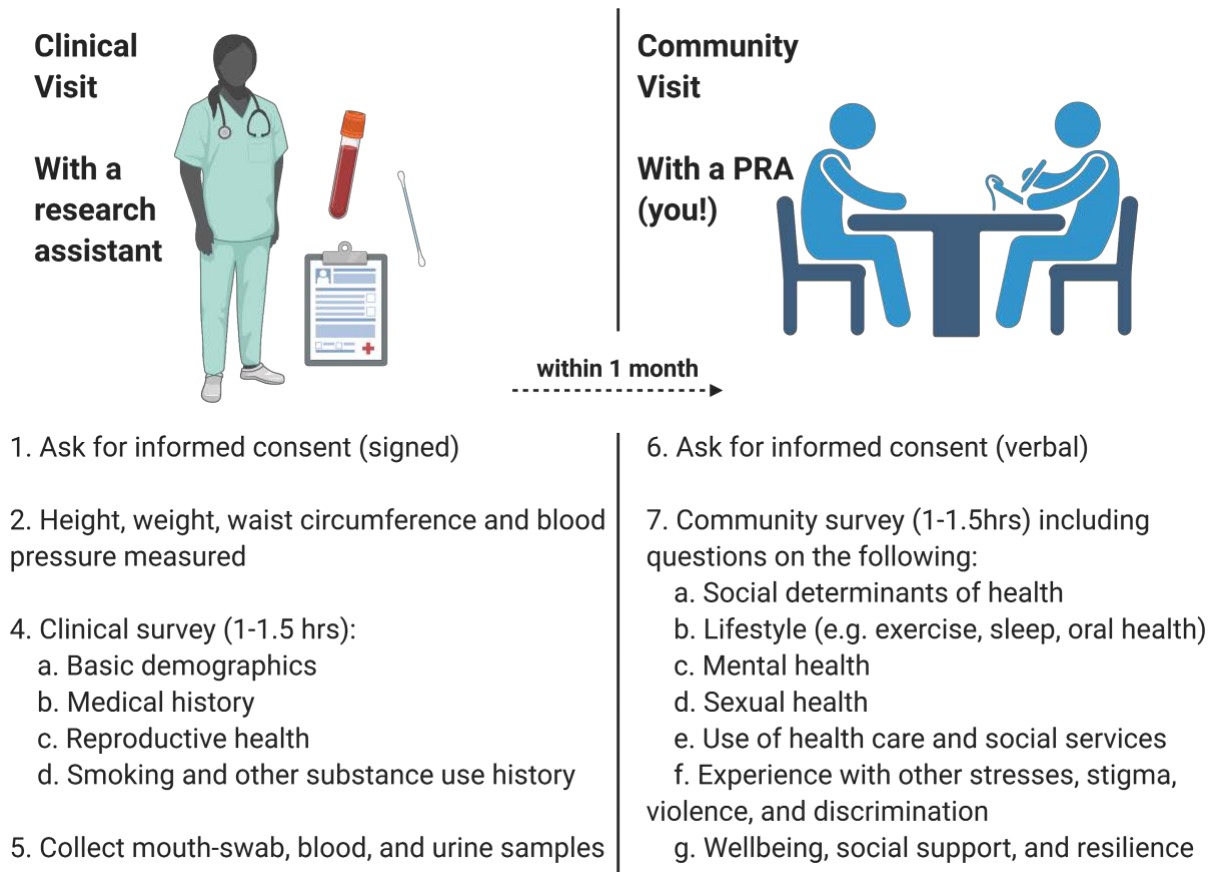 Clinical
Visit
With a
research
assistant
Community
Visit
With a PRA
(you!)
within 1 month
1. Ask for informed consent (signed)
2. Height, weight, waist circumference and blood
pressure measured
4. Clinical survey (1-1.5 hrs):
a. Basic demographics
b. Medical history
c. Reproductive health
d. Smoking and other substance use history
5. Collect mouth-swab, blood, and urine samples
6. Ask for informed consent (verbal)
7. Community survey (1-1.5hrs) including
questions on the following:
a. Social determinants of health
b. Lifestyle (e.g. exercise, sleep, oral health)
c. Mental health
d. Sexual health
e. Use of health care and social services
f. Experience with other stresses, stigma,
violence, and discrimination
g. Wellbeing, social support, and resilience